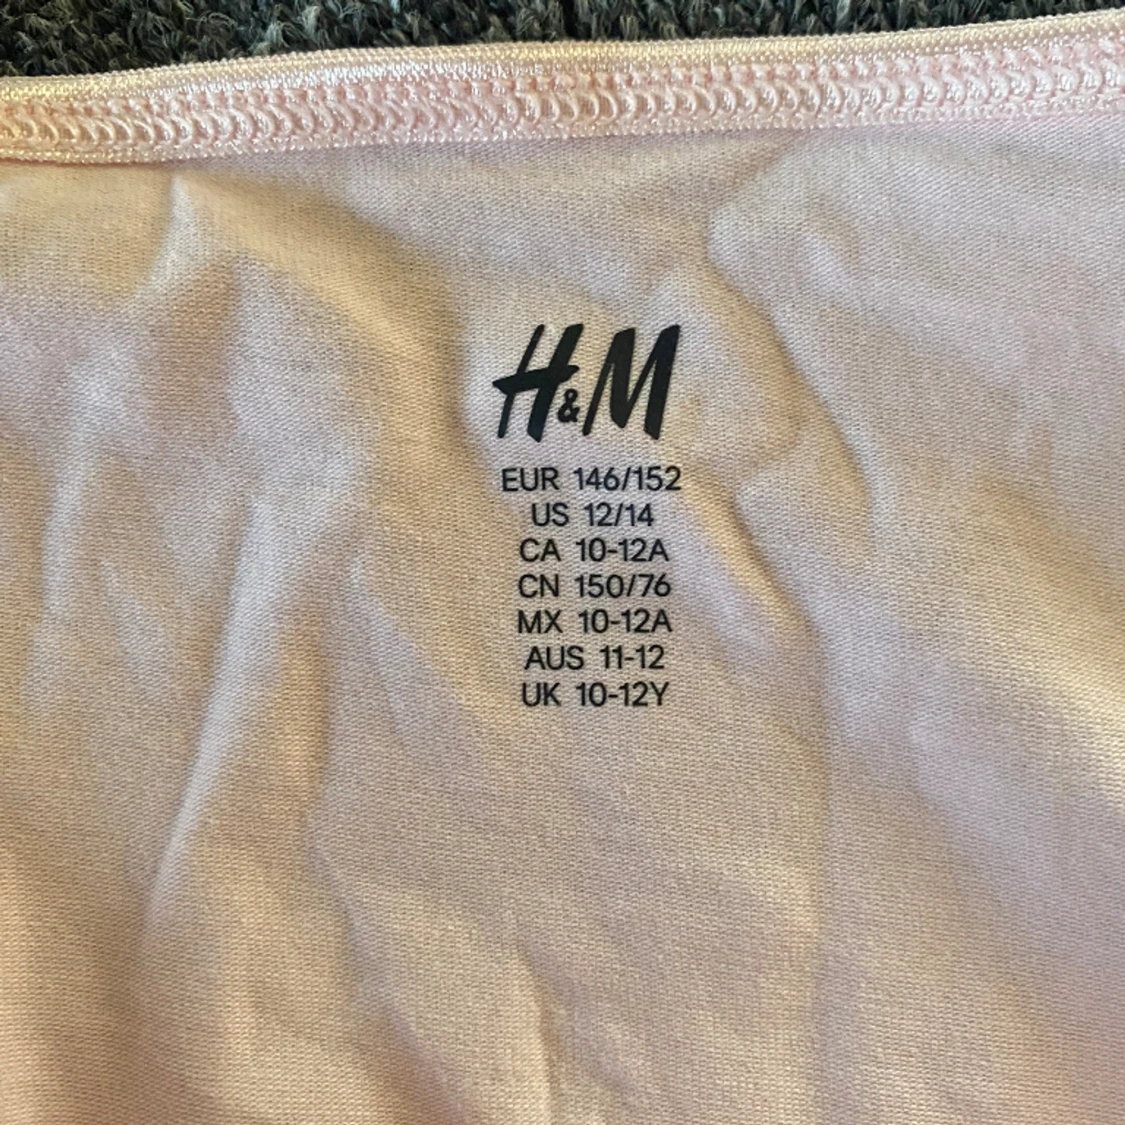 H&M
EUR 146/152
US 12/14
CA 10-12A
CN 150/76
MX 10-12A
AUS 11-12
UK 10-12Y